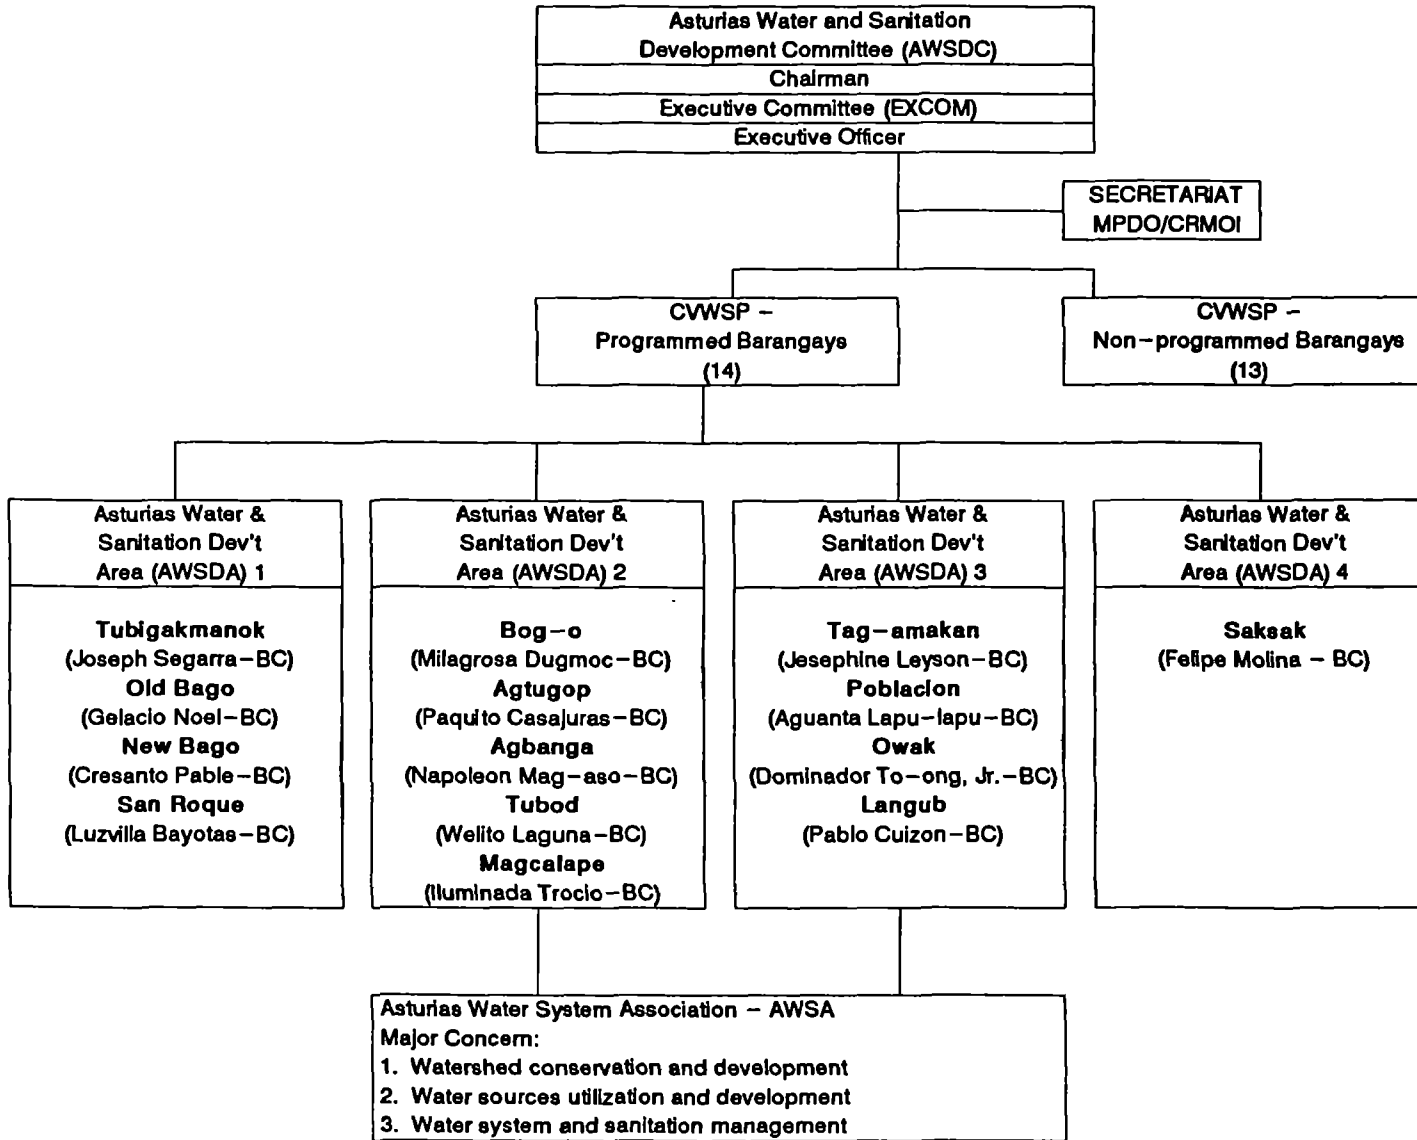 Asturias Water and Sanitation
Development Committee (AWSDC)
Chairman
Executive Committee (EXCOM)
Executive Officer
SECRETARIAT
MPDO/CRMOI
CVWSP –
Programmed Barangays
(14)
CVWSP –
Non–programmed Barangays
(13)
Asturias Water &
Sanitation Dev't
Area (AWSDA) 1
Tubigakmanok
(Joseph Segarra–BC)
Old Bago
(Gelacio Noel–BC)
New Bago
(Cresanto Pable–BC)
San Roque
(Luzvilla Bayotas–BC)
Asturias Water &
Sanitation Dev't
Area (AWSDA) 2
Bog–o
(Milagrosa Dugmoc–BC)
Agtugop
(Paquito Casajuras–BC)
Agbanga
(Napoleon Mag–aso–BC)
Tubod
(Welito Laguna–BC)
Magcalape
(Iluminada Trocio–BC)
Asturias Water &
Sanitation Dev't
Area (AWSDA) 3
Tag–amakan
(Jesephine Leyson–BC)
Poblacion
(Aguanta Lapu–lapu–BC)
Owak
(Dominador To–ong, Jr.–BC)
Langub
(Pablo Cuizon–BC)
Asturias Water &
Sanitation Dev't
Area (AWSDA) 4
Saksak
(Felipe Molina – BC)
Asturias Water System Association – AWSA
Major Concern:
1. Watershed conservation and development
2. Water sources utilization and development
3. Water system and sanitation management